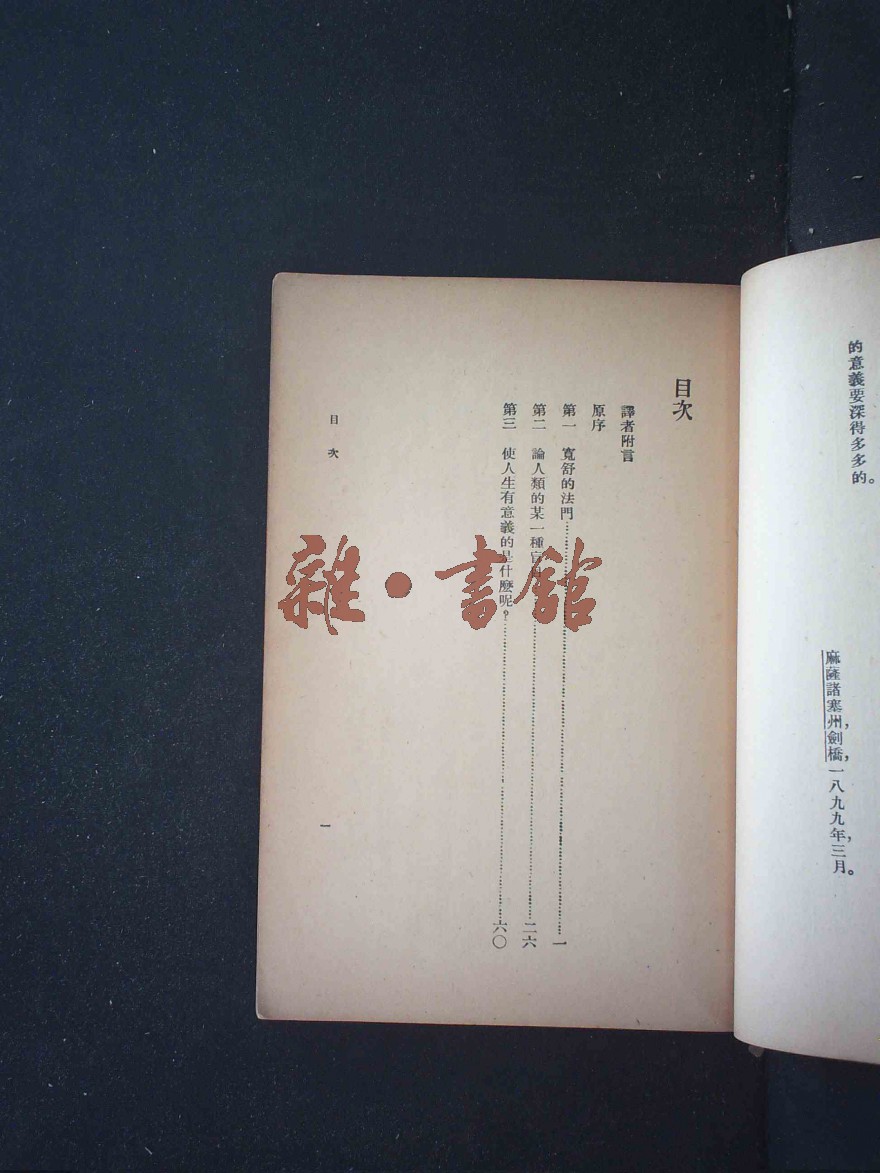 的意義要深得多多的。
麻薩諸塞州，劍橋，一八九九年三月。
目次
譯者附言
原序
第一　寬舒的法門……一
第二　論人類的某一種盲……二六
第三　使人生有意義的是什麽呢？……六〇
目次
一
雜·書館